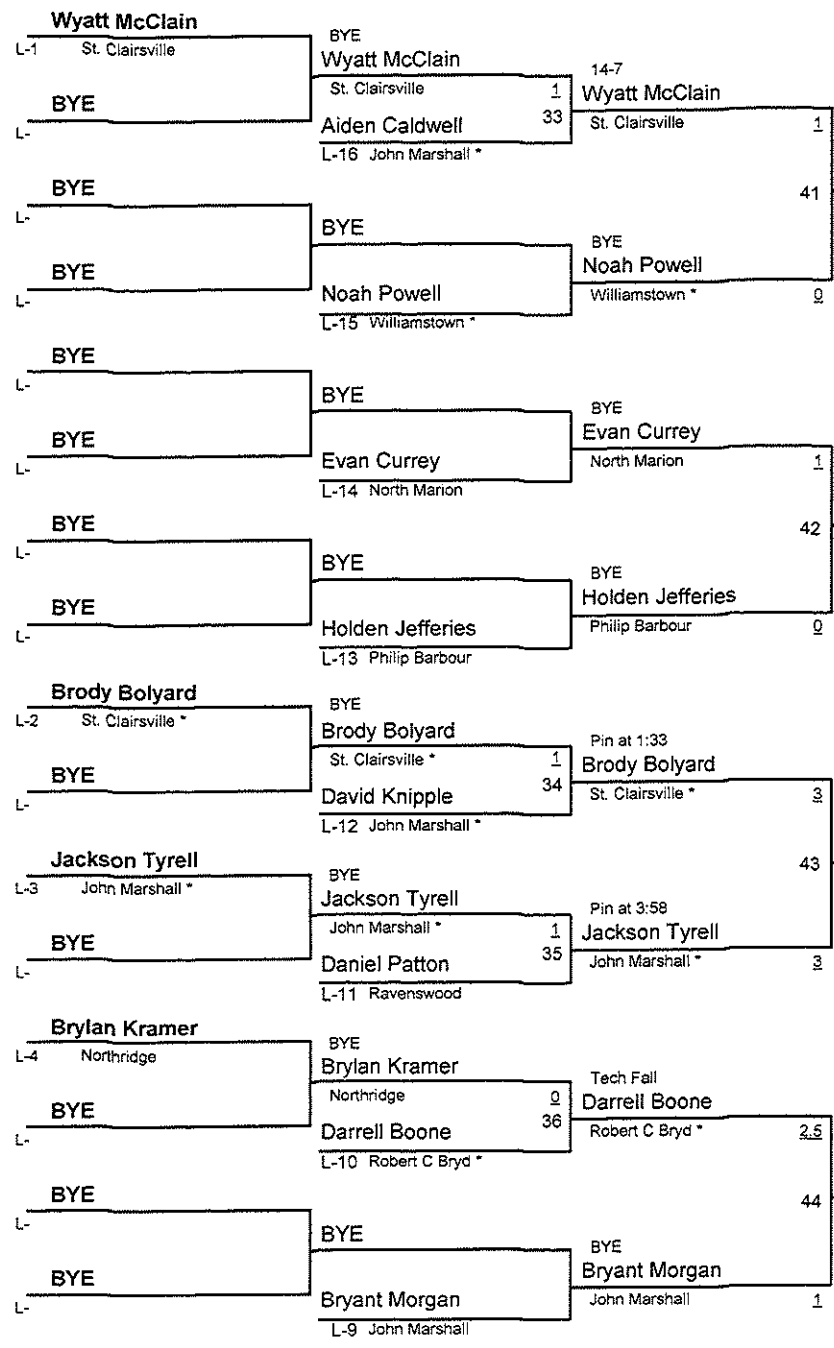 Wyatt McClain
L-1 St. Clairsville
BYE
L-
BYE
L-
BYE
L-
BYE
L-
BYE
L-
BYE
L-
BYE
L-
Brody Bolyard
L-2 St. Clairsville *
BYE
L-
Jackson Tyrell
L-3 John Marshall *
BYE
L-
Brylan Kramer
L-4 Northridge
BYE
L-
BYE
L-
BYE
L-
BYE
Wyatt McClain
St. Clairsville 1
33
Aiden Caldwell
L-16 John Marshall *
BYE
Noah Powell
L-15 Williamstown *
BYE
Evan Currey
L-14 North Marion
BYE
Holden Jefferies
L-13 Philip Barbour
BYE
Brody Bolyard
St. Clairsville * 1
34
David Knipple
L-12 John Marshall *
BYE
Jackson Tyrell
John Marshall * 1
35
Daniel Patton
L-11 Ravenswood
BYE
Brylan Kramer
Northridge 0
36
Darrell Boone
L-10 Robert C Bryd *
BYE
Bryant Morgan
L-9 John Marshall
14-7
Wyatt McClain
St. Clairsville 1
41
BYE
Noah Powell
Williamstown * 0
BYE
Evan Currey
North Marion 1
42
BYE
Holden Jefferies
Philip Barbour 0
Pin at 1:33
Brody Bolyard
St. Clairsville * 3
43
Pin at 3:58
Jackson Tyrell
John Marshall * 3
Tech Fall
Darrell Boone
Robert C Bryd * 2.5
44
BYE
Bryant Morgan
John Marshall 1